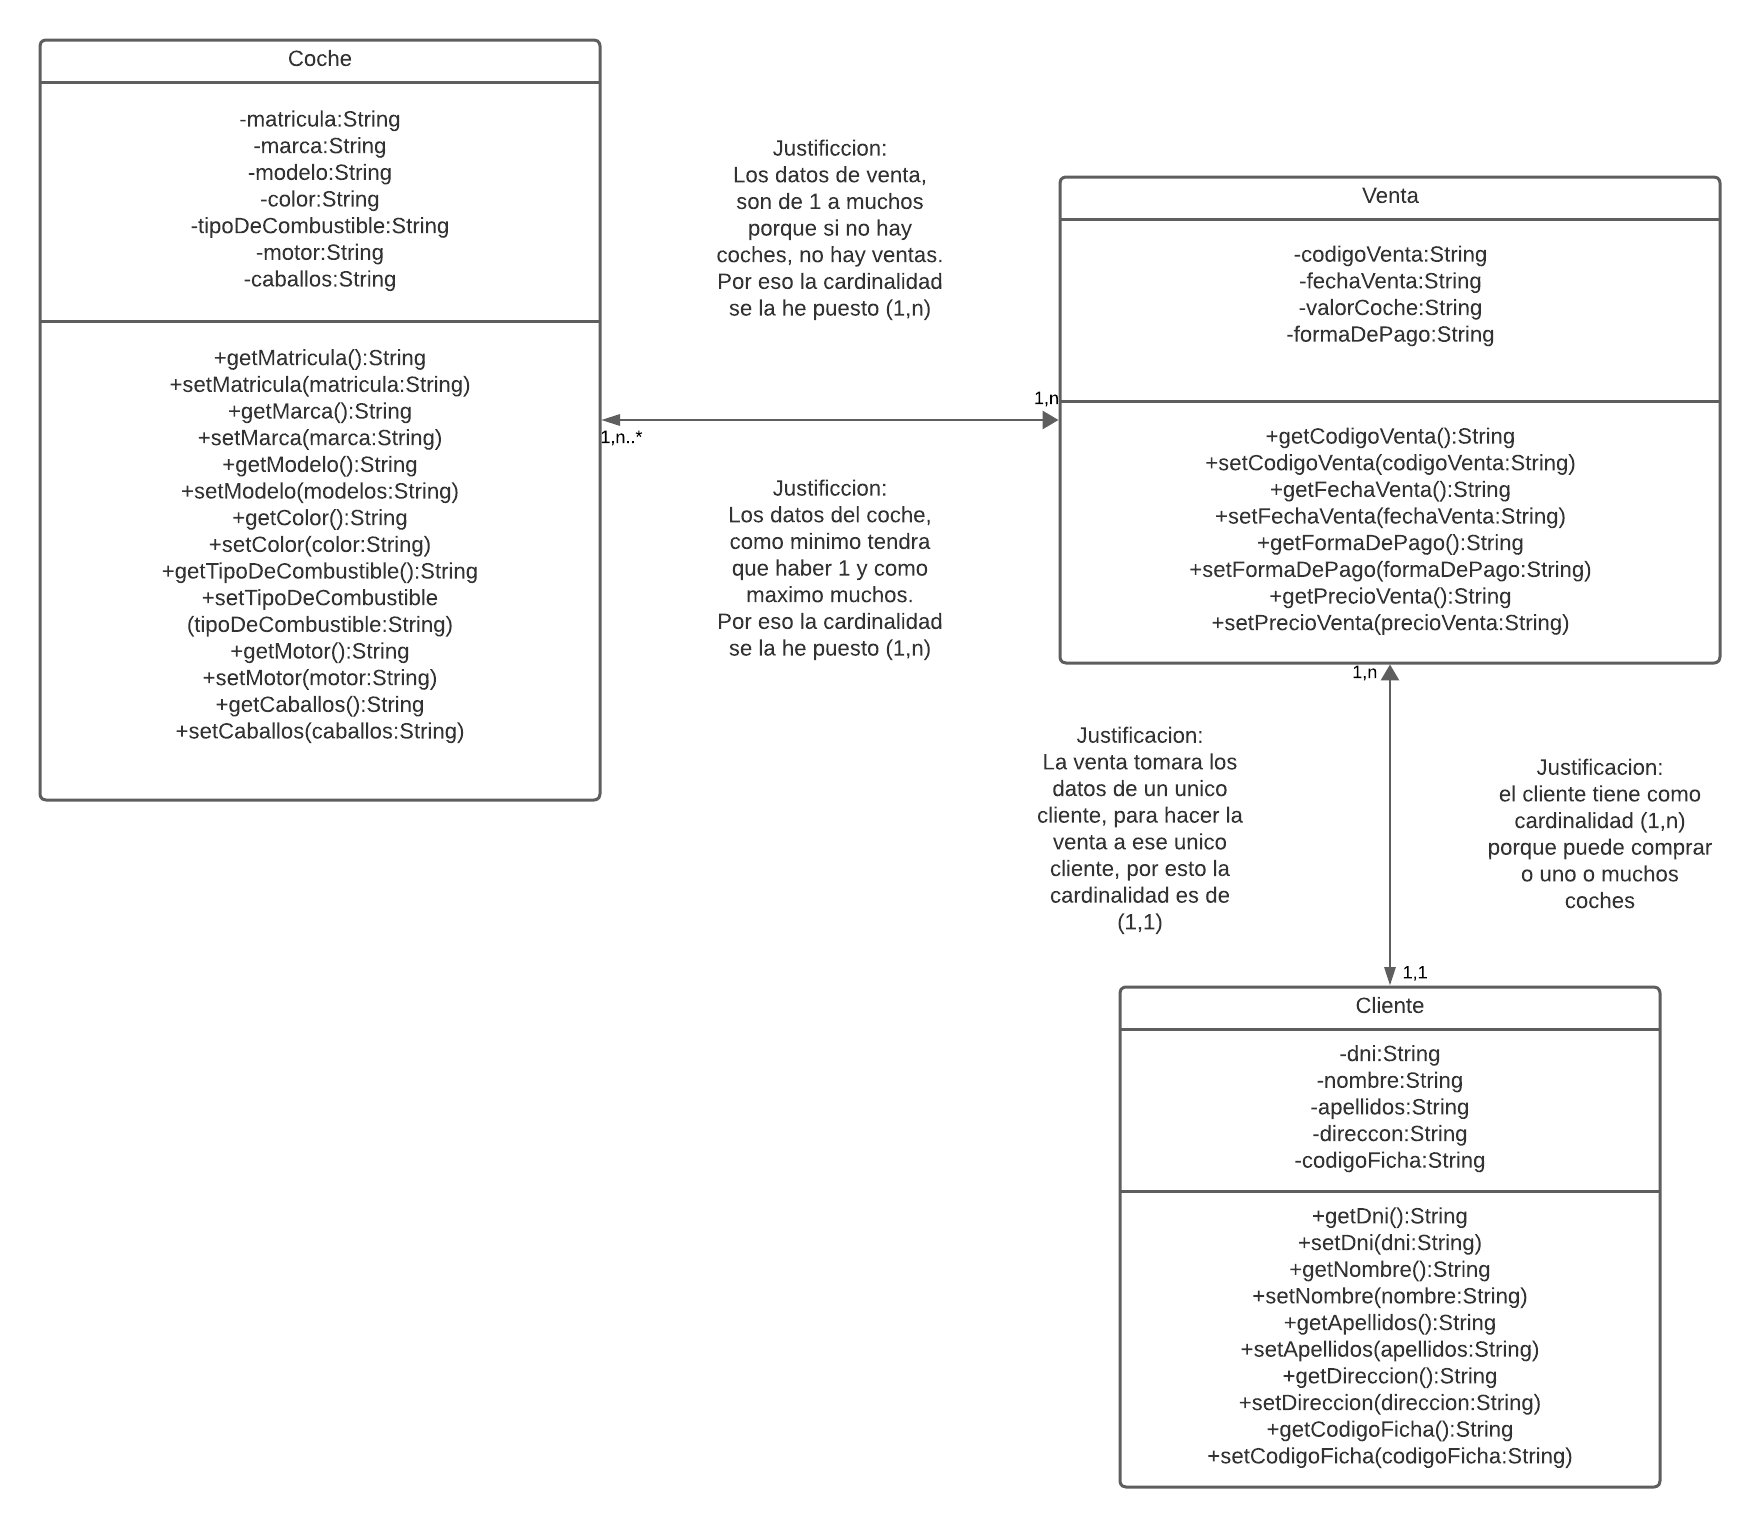 Coche
-matricula:String
-marca:String
-modelo:String
-color:String
-tipoDeCombustible:String
-motor:String
-caballos:String
+getMatricula():String
+setMatricula(matricula:String)
+getMarca():String
+setMarca(marca:String)
+getModelo():String
+setModelo(modelos:String)
+getColor():String
+setColor(color:String)
+getTipoDeCombustible():String
+setTipoDeCombustible
(tipoDeCombustible:String)
+getMotor():String
+setMotor(motor:String)
+getCaballos():String
+setCaballos(caballos:String)
Justificcion:
Los datos de venta,
son de 1 a muchos
porque si no hay
coches, no hay ventas.
Por eso la cardinalidad
se la he puesto (1,n)
1,n
1,n..*
Justificcion:
Los datos del coche,
como minimo tendra
que haber 1 y como
maximo muchos.
Por eso la cardinalidad
se la he puesto (1,n)
Venta
-codigoVenta:String
-fechaVenta:String
-valorCoche:String
-formaDePago:String
+getCodigoVenta():String
+setCodigoVenta(codigoVenta:String)
+getFechaVenta():String
+setFechaVenta(fechaVenta:String)
+getFormaDePago():String
+setFormaDePago(formaDePago:String)
+getPrecioVenta():String
+setPrecioVenta(precioVenta:String)
1,n
Justificacion:
La venta tomara los
datos de un unico
cliente, para hacer la
venta a ese unico
cliente, por esto la
cardinalidad es de
(1,1)
Justificacion:
el cliente tiene como
cardinalidad (1,n)
porque puede comprar
o uno o muchos
coches
1,1
Cliente
-dni:String
-nombre:String
-apellidos:String
-direccon:String
-codigoFicha:String
+getDni():String
+setDni(dni:String)
+getNombre():String
+setNombre(nombre:String)
+getApellidos():String
+setApellidos(apellidos:String)
+getDireccion():String
+setDireccion(direccion:String)
+getCodigoFicha():String
+setCodigoFicha(codigoFicha:String)